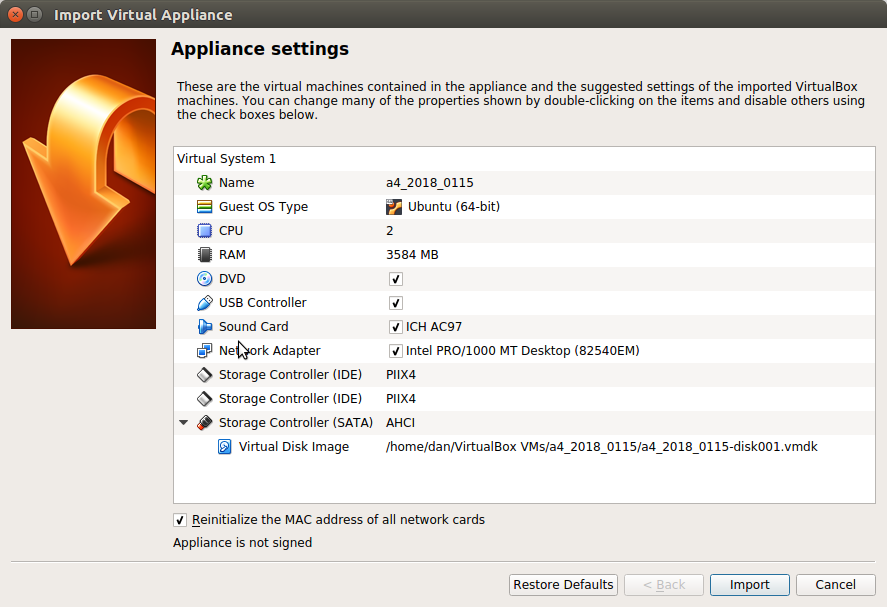 Import Virtual Appliance
Appliance settings
These are the virtual machines contained in the appliance and the suggested settings of the imported VirtualBox
machines. You can change many of the properties shown by double-clicking on the items and disable others using
the check boxes below.
Virtual System 1
Name a4_2018_0115
Guest OS Type Ubuntu (64-bit)
CPU 2
RAM 3584 MB
DVD
USB Controller
Sound Card ICH AC97
Network Adapter Intel PRO/1000 MT Desktop (82540EM)
Storage Controller (IDE) PIIX4
Storage Controller (IDE) PIIX4
Storage Controller (SATA) AHCI
Virtual Disk Image /home/dan/VirtualBox VMs/a4_2018_0115/a4_2018_0115-disk001.vmdk
Reinitialize the MAC address of all network cards
Appliance is not signed
Restore Defaults < Back Import Cancel